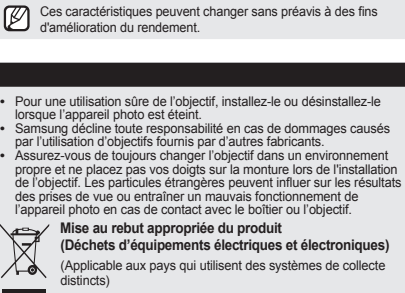 Ces caractéristiques peuvent changer sans préavis à des fins
d'amélioration du rendement.
• Pour une utilisation sûre de l'objectif, installez-le ou désinstallez-le
lorsque l'appareil photo est éteint.
• Samsung décline toute responsabilité en cas de dommages causés
par l'utilisation d'objectifs fournis par d'autres fabricants.
• Assurez-vous de toujours changer l'objectif dans un environnement
propre et ne placez pas vos doigts sur la monture lors de l'installation
de l'objectif. Les particules étrangères peuvent influer sur les résultats
des prises de vue ou entraîner un mauvais fonctionnement de
l'appareil photo en cas de contact avec le boîtier ou l'objectif.
Mise au rebut appropriée du produit
(Déchets d'équipements électriques et électroniques)
(Applicable aux pays qui utilisent des systèmes de collecte
distincts)